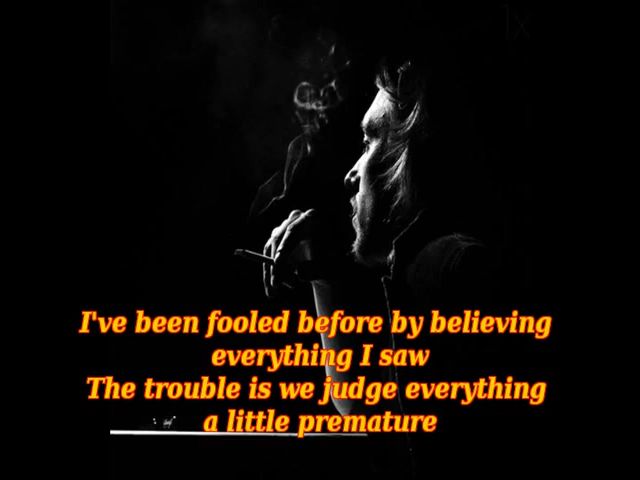 I've been fooled before by believing
everything I saw
The trouble is we judge everything
a little premature